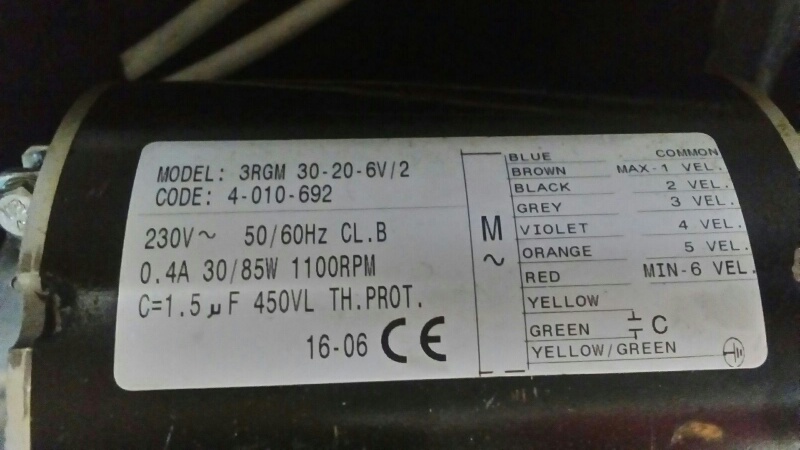 MODEL: 3RGM 30-20-6V/2
CODE: 4-010-692
230V~ 50/60Hz CL.B
0.4A 30/85W 1100RPM
C=1.5μF 450VL TH.PROT.
16-06 CE
M
~
BLUE COMMON
BROWN MAX-1 VEL.
BLACK 2 VEL.
GREY 3 VEL.
VIOLET 4 VEL.
ORANGE 5 VEL.
RED MIN-6 VEL.
YELLOW
GREEN C
YELLOW/GREEN